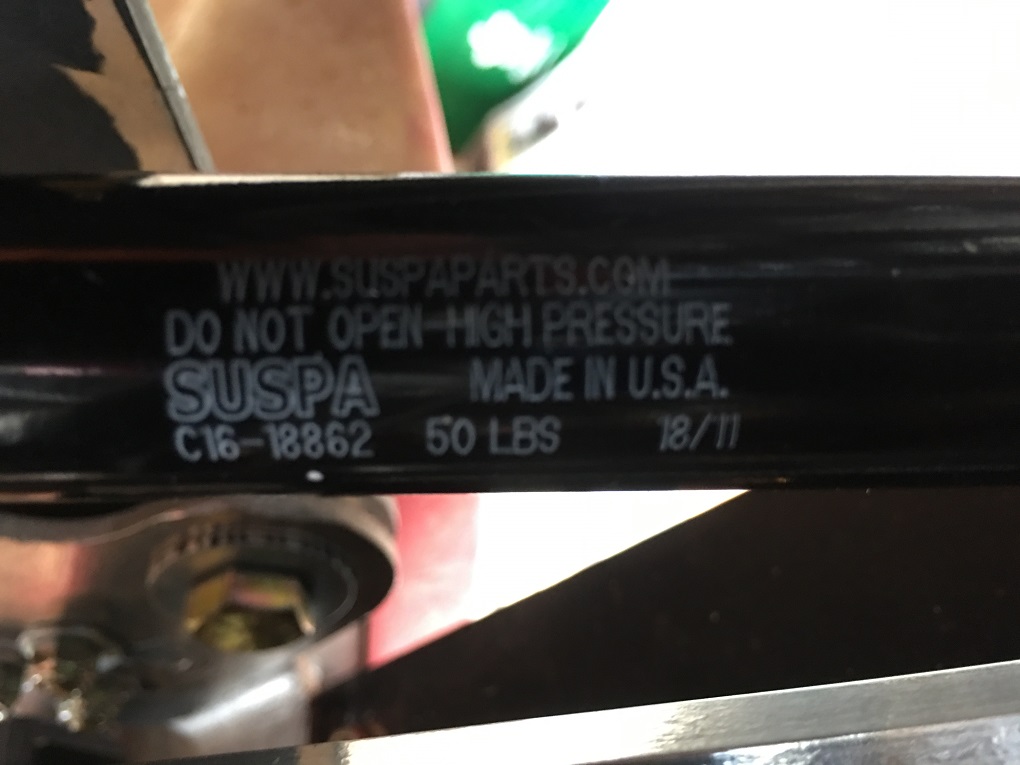 WWW.SUSPAPARTS.COM
DO NOT OPEN-HIGH PRESSURE
SUSPA MADE IN U.S.A.
C16-18862 50 LBS 18/11